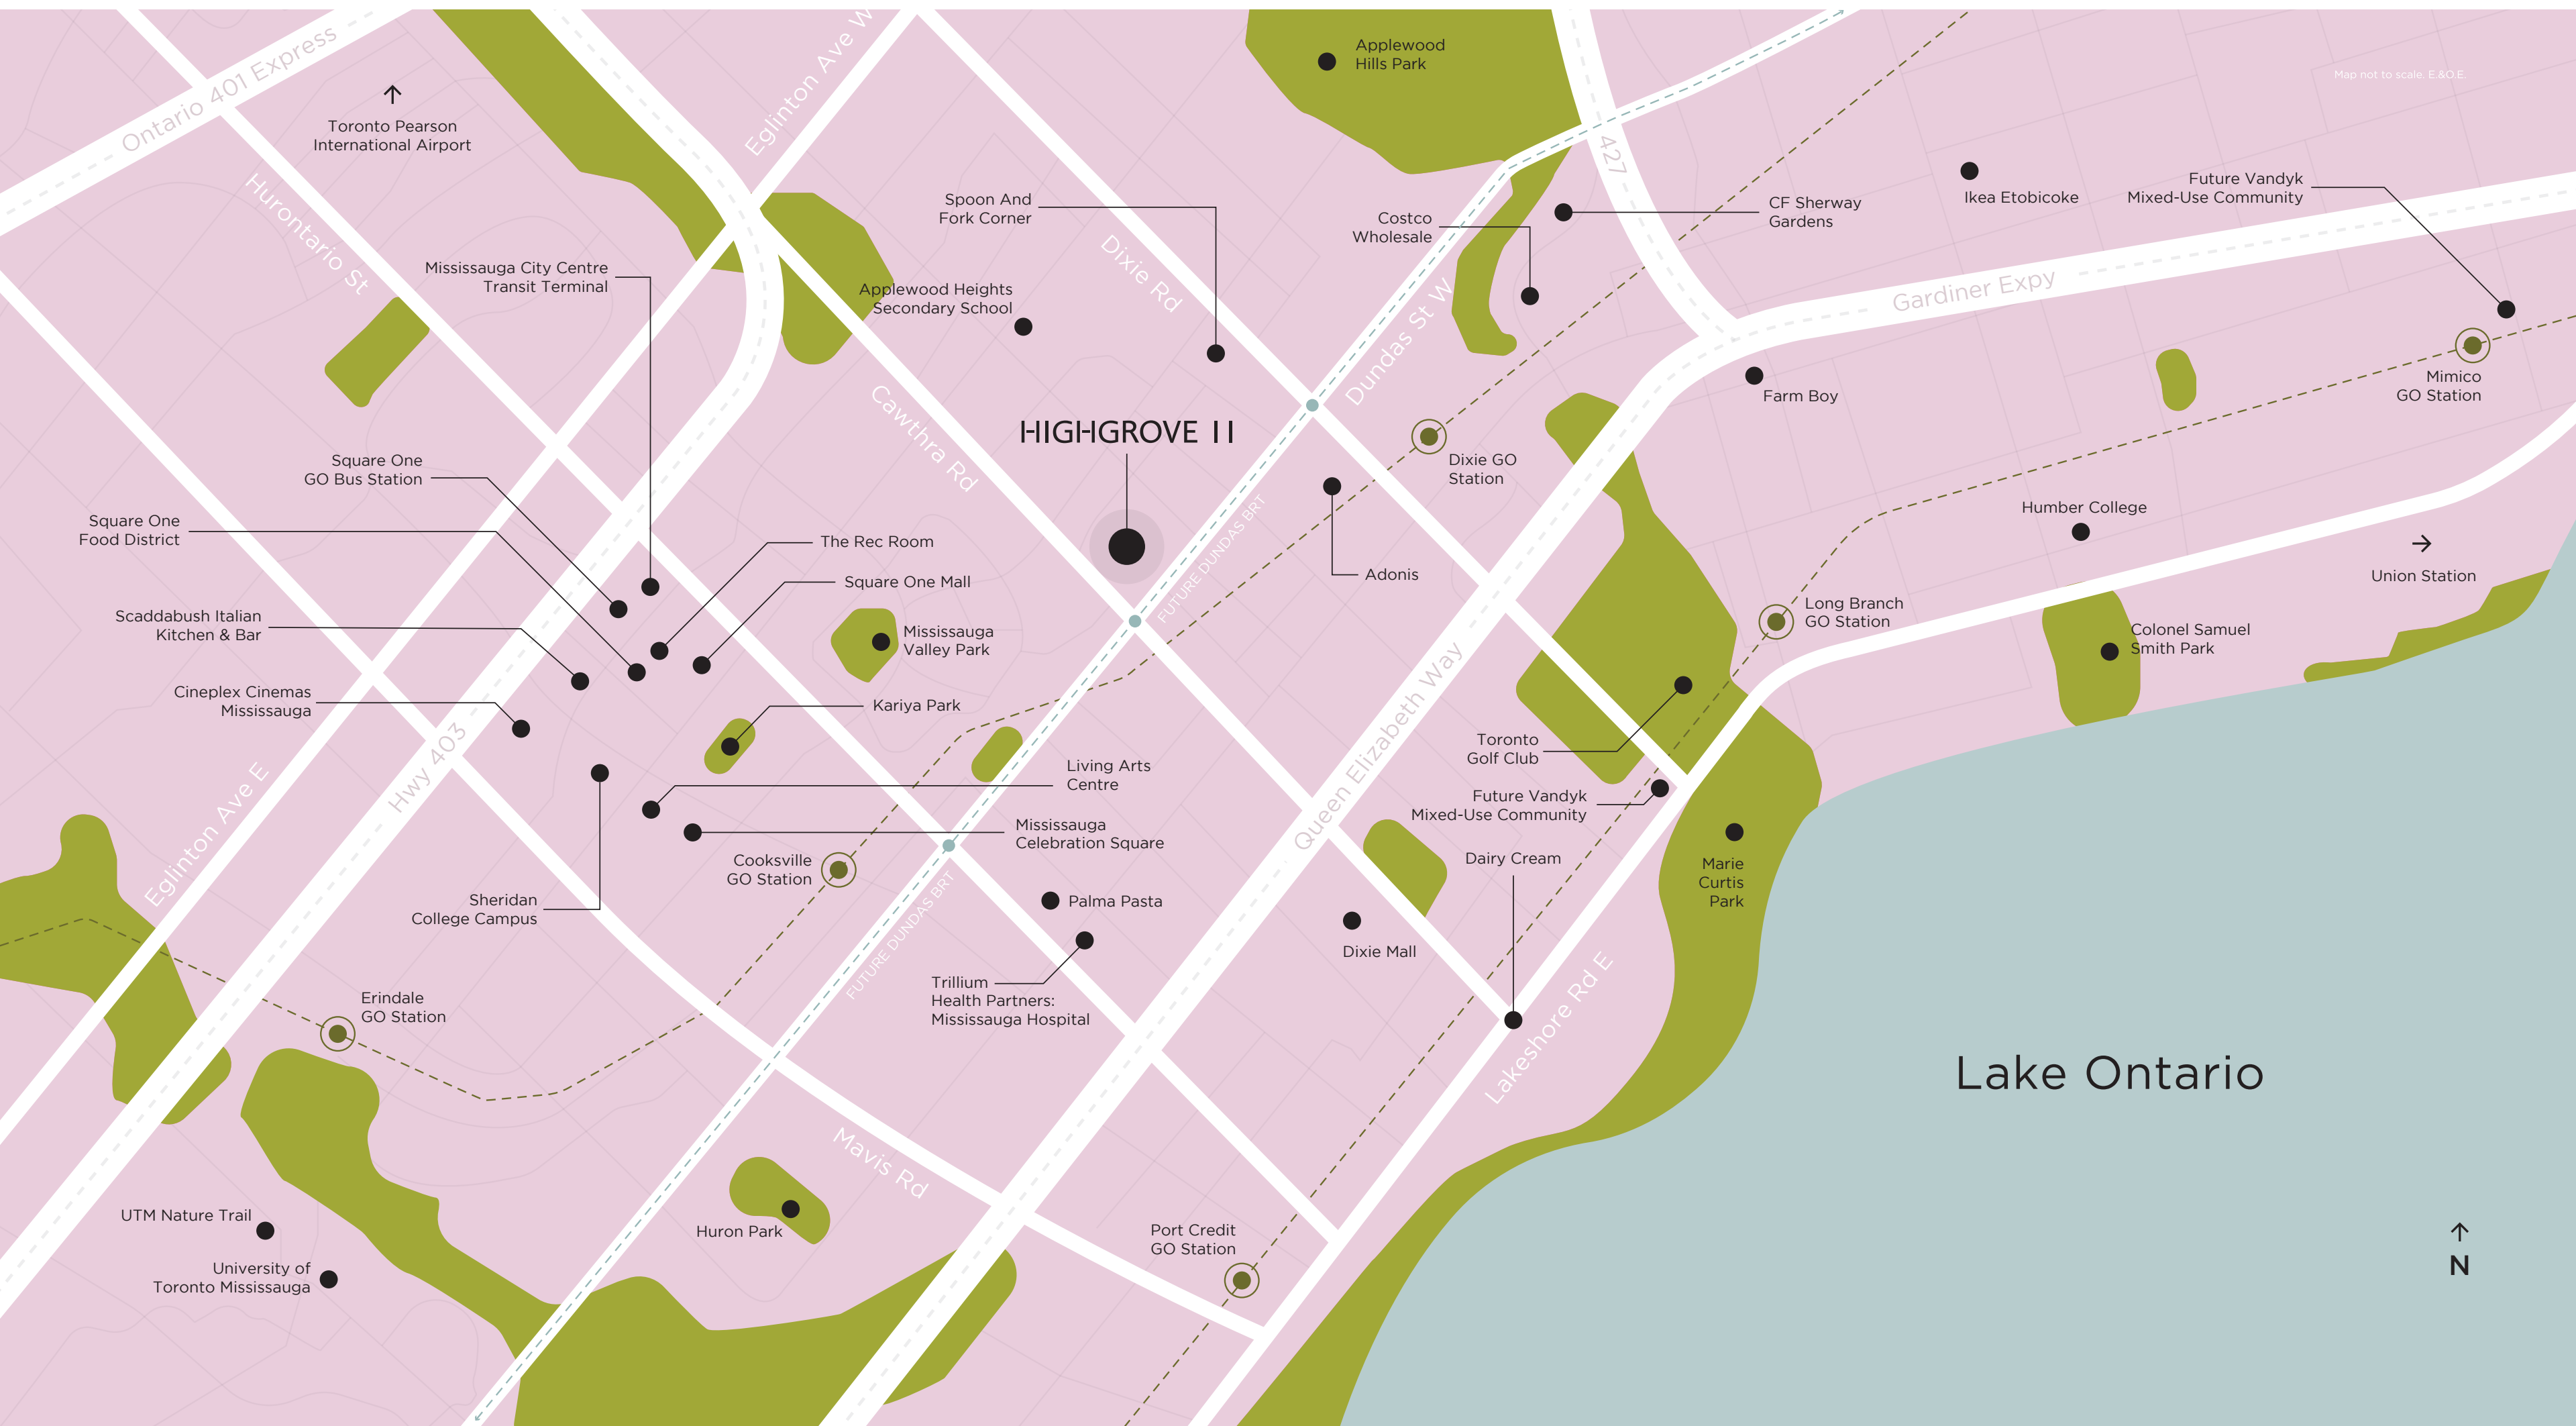 Ontario 401 Express
Toronto Pearson
International Airport
Hurontario St
Eglinton Ave W
Applewood
Hills Park
427
Map not to scale. E.&O.E.
Spoon And
Fork Corner
Dixie Rd
Costco
Wholesale
CF Sherway
Gardens
Ikea Etobicoke
Future Vandyk
Mixed-Use Community
Mississauga City Centre
Transit Terminal
Applewood Heights
Secondary School
Dundas St W
Gardiner Expy
Farm Boy
Mimico
GO Station
Cawthra Rd
HIGHGROVE II
Square One
GO Bus Station
Dixie GO
Station
Square One
Food District
The Rec Room
FUTURE DUNDAS BRT
Adonis
Humber College
Union Station
Square One Mall
Scaddabush Italian
Kitchen & Bar
Mississauga
Valley Park
Long Branch
GO Station
Colonel Samuel
Smith Park
Cineplex Cinemas
Mississauga
Kariya Park
Hwy 403
Queen Elizabeth Way
Toronto
Golf Club
Living Arts
Centre
Future Vandyk
Mixed-Use Community
Eglinton Ave E
Mississauga
Celebration Square
Cooksville
GO Station
Dairy Cream
Marie
Curtis
Park
Sheridan
College Campus
FUTURE DUNDAS BRT
Palma Pasta
Dixie Mall
Trillium
Health Partners:
Mississauga Hospital
Erindale
GO Station
Lakeshore Rd E
Lake Ontario
Mavis Rd
UTM Nature Trail
Huron Park
Port Credit
GO Station
University of
Toronto Mississauga
N